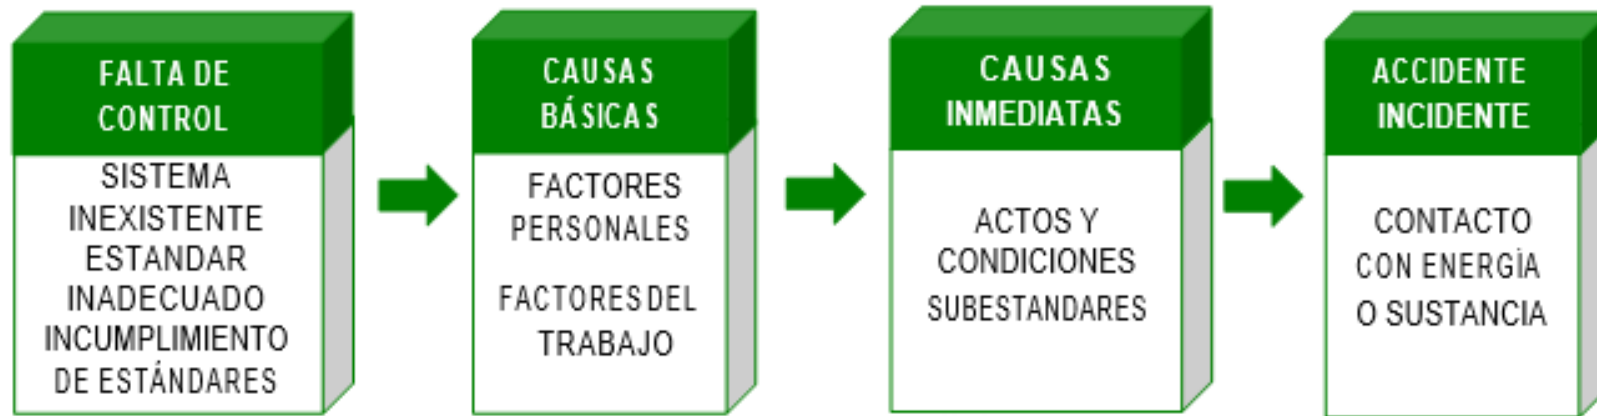 FALTA DE
CONTROL
SISTEMA
INEXISTENTE
ESTANDAR
INADECUADO
INCUMPLIMIENTO
DE ESTÁNDARES
CAUSAS
BÁSICAS
FACTORES
PERSONALES
FACTORES DEL
TRABAJO
CAUSAS
INMEDIATAS
ACTOS Y
CONDICIONES
SUBESTANDARES
ACCIDENTE
INCIDENTE
CONTACTO
CON ENERGÌA
O SUSTANCIA